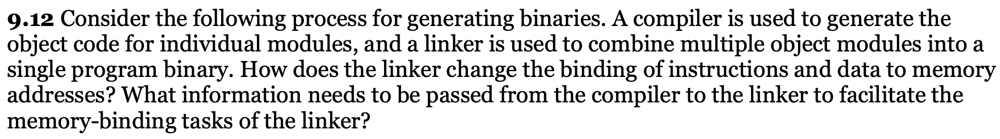 9.12 Consider the following process for generating binaries. A compiler is used to generate the
object code for individual modules, and a linker is used to combine multiple object modules into a
single program binary. How does the linker change the binding of instructions and data to memory
addresses? What information needs to be passed from the compiler to the linker to facilitate the
memory-binding tasks of the linker?